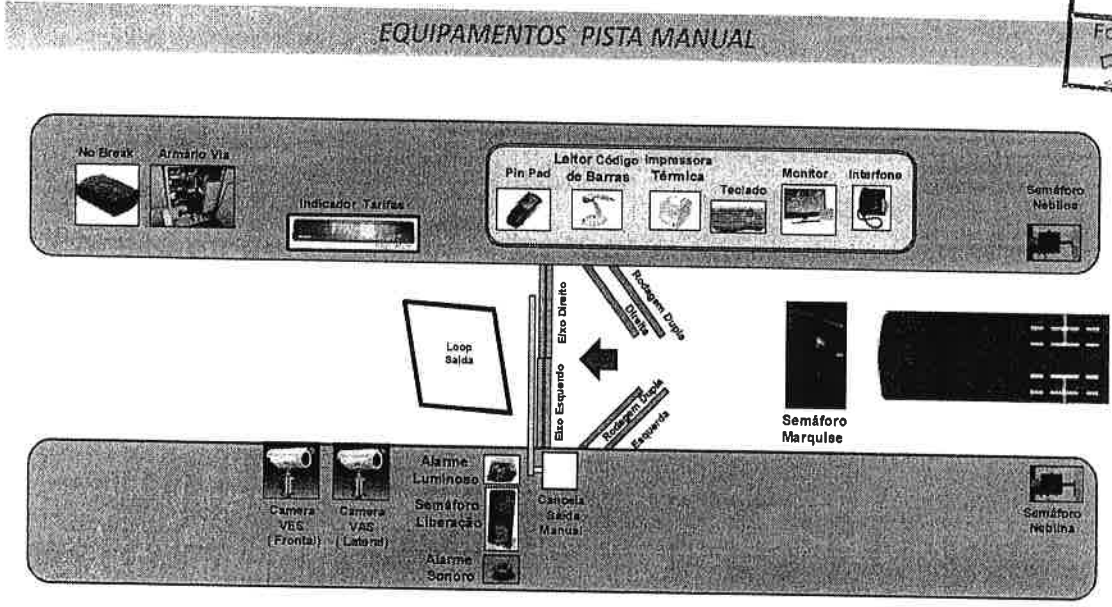 EQUIPAMENTOS PISTA MANUAL
No Break
Armário Via
Indicador Tarifas
Pin Pad
Leitor Código
de Barras
Impressora
Térmica
Teclado
Monitor
Interfone
Semáforo
Neblina
Eixo Direito
Eixo Esquerdo
Rodagem Dupla
Direita
Rodagem Dupla
Esquerda
Loop
Saída
Semáforo
Marquise
Camera
VES
(Frontal)
Camera
VAS
(Lateral)
Alarme
Luminoso
Semáforo
Liberação
Alarme
Sonoro
Cancela
Saída
Manual
Semáforo
Neblina